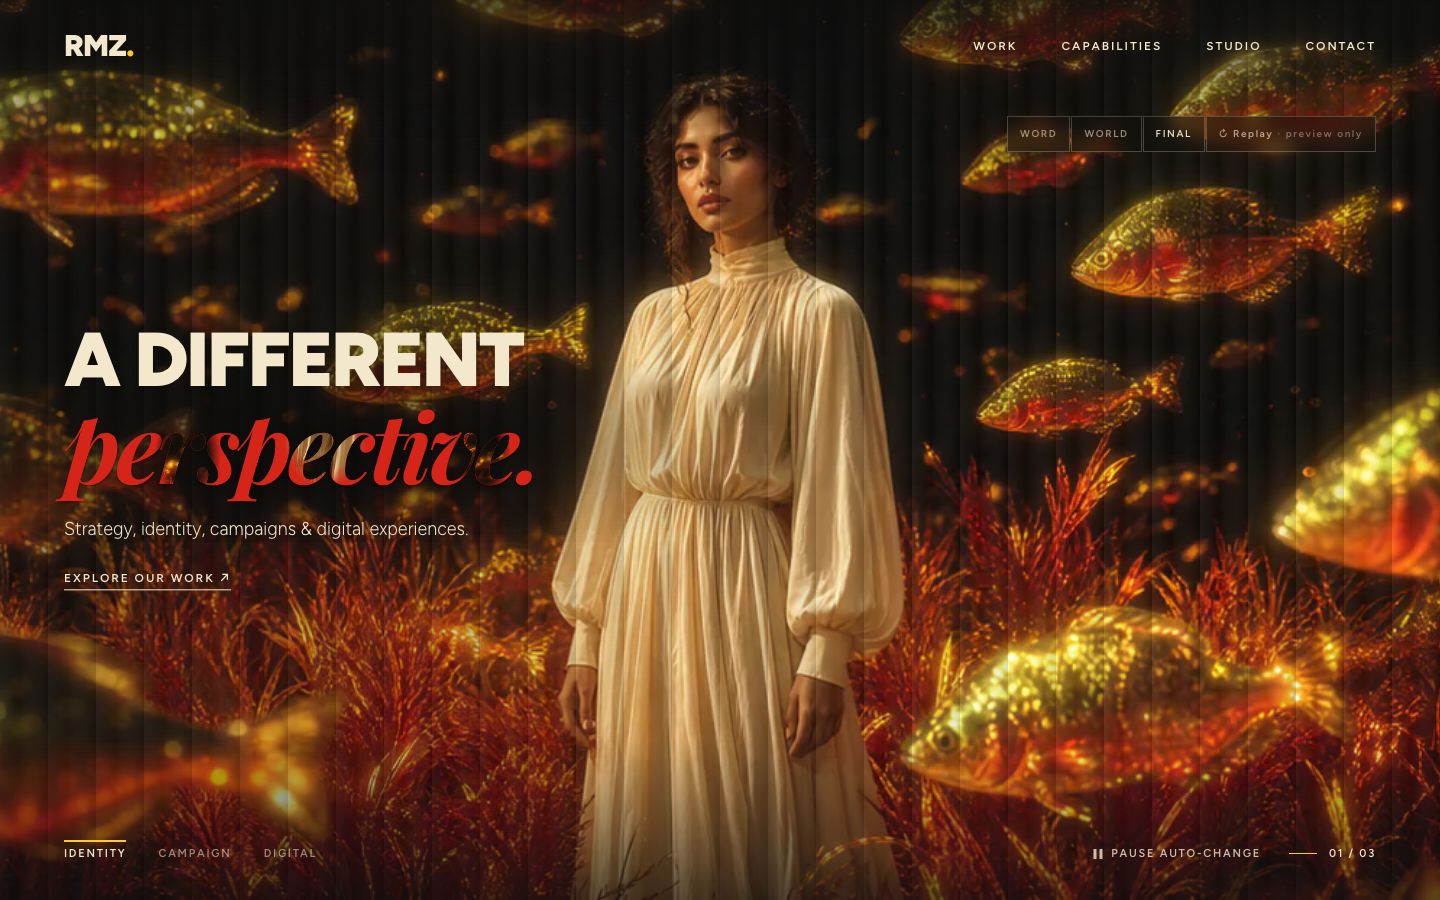 RMZ.
WORK CAPABILITIES STUDIO CONTACT
WORD WORLD FINAL ↻ Replay · preview only
A DIFFERENT
perspective.
Strategy, identity, campaigns & digital experiences.
EXPLORE OUR WORK ↗
IDENTITY CAMPAIGN DIGITAL
PAUSE AUTO-CHANGE 01 / 03